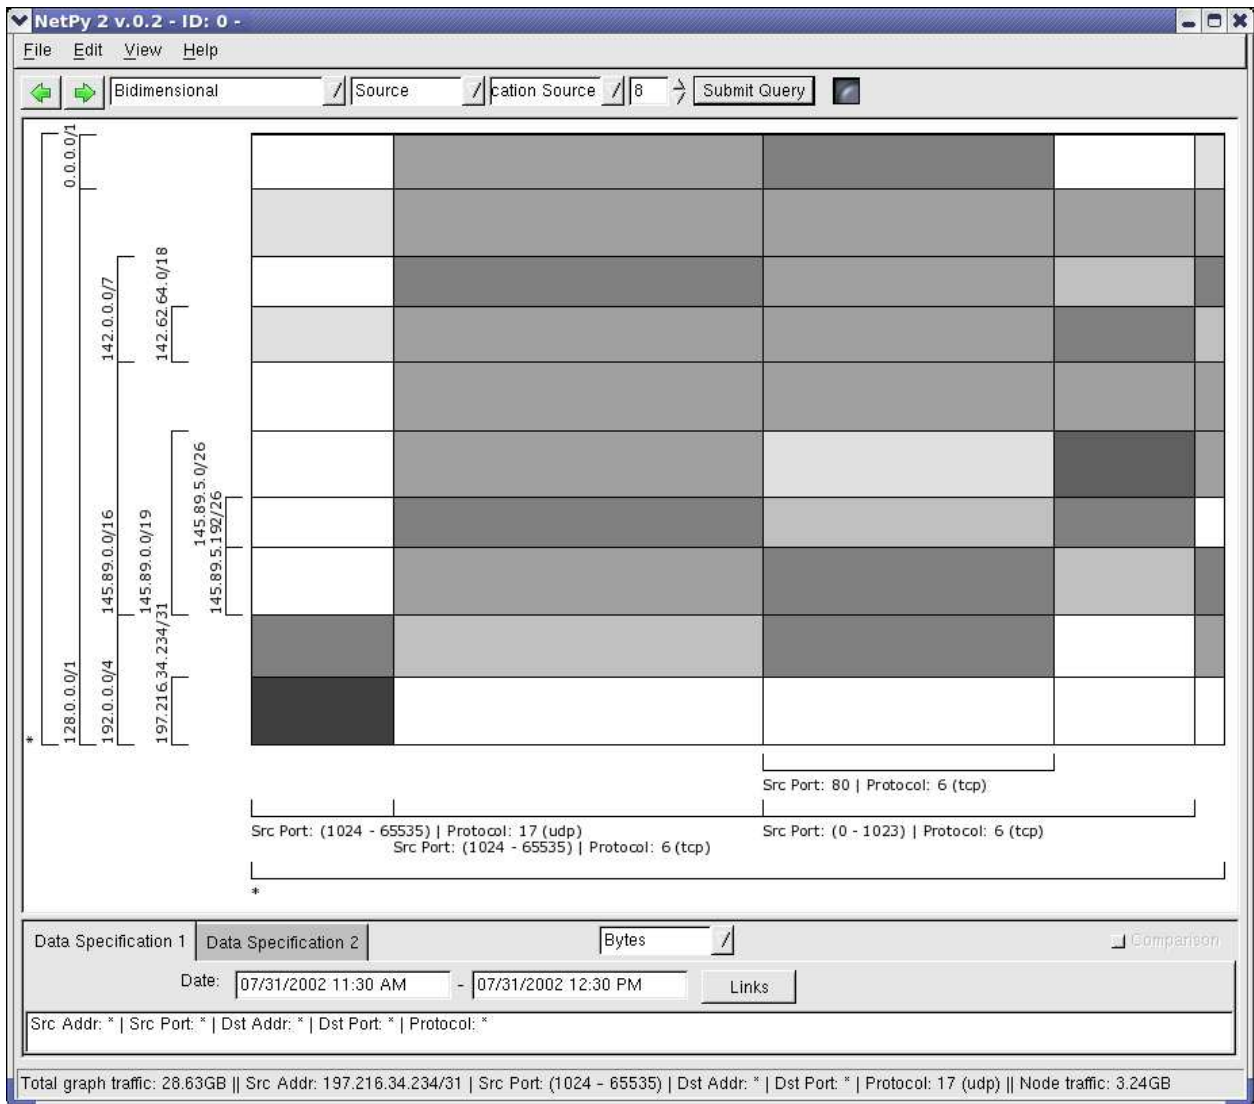 NetPy 2 v.0.2 - ID: 0 -
File Edit View Help
Bidimensional Source cation Source 8 Submit Query
0.0.0.0/1
142.0.0.0/7
142.62.64.0/18
145.89.5.0/26
145.89.5.192/26
145.89.0.0/16
145.89.0.0/19
197.216.34.234/31
128.0.0.0/1
192.0.0.0/4
*
Src Port: 80 | Protocol: 6 (tcp)
Src Port: (1024 - 65535) | Protocol: 17 (udp)
Src Port: (0 - 1023) | Protocol: 6 (tcp)
Src Port: (1024 - 65535) | Protocol: 6 (tcp)
*
Data Specification 1 Data Specification 2 Bytes Comparison
Date: 07/31/2002 11:30 AM - 07/31/2002 12:30 PM Links
Src Addr: * | Src Port: * | Dst Addr: * | Dst Port: * | Protocol: *
Total graph traffic: 28.63GB || Src Addr: 197.216.34.234/31 | Src Port: (1024 - 65535) | Dst Addr: * | Dst Port: * | Protocol: 17 (udp) || Node traffic: 3.24GB